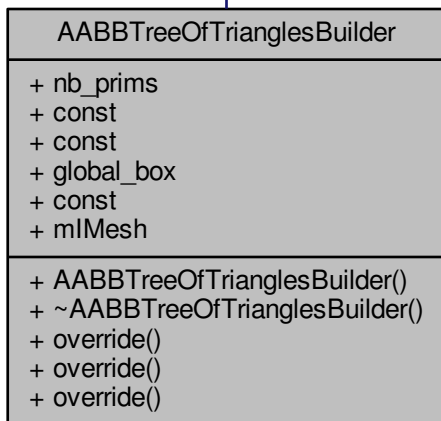 AABBTreeOfTrianglesBuilder
+ nb_prims
+ const
+ const
+ global_box
+ const
+ mIMesh
+ AABBTreeOfTrianglesBuilder()
+ ~AABBTreeOfTrianglesBuilder()
+ override()
+ override()
+ override()